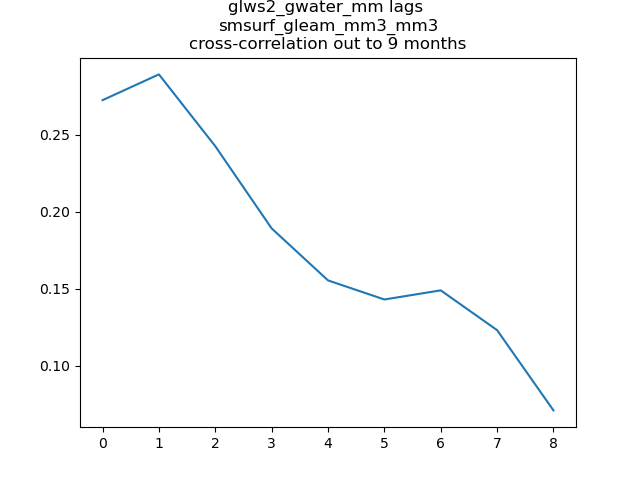 glws2_gwater_mm lags
smsurf_gleam_mm3_mm3
cross-correlation out to 9 months
0.25
0.20
0.15
0.10
0 1 2 3 4 5 6 7 8